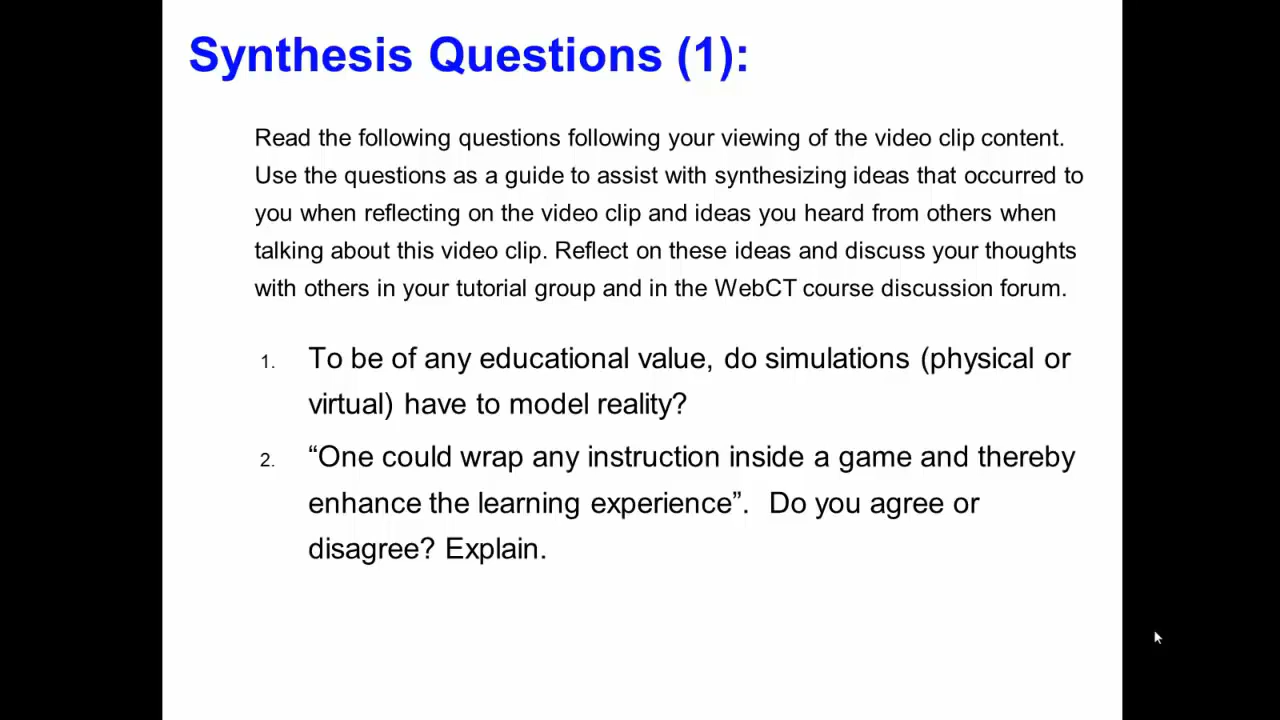 Synthesis Questions (1):
Read the following questions following your viewing of the video clip content.
Use the questions as a guide to assist with synthesizing ideas that occurred to
you when reflecting on the video clip and ideas you heard from others when
talking about this video clip. Reflect on these ideas and discuss your thoughts
with others in your tutorial group and in the WebCT course discussion forum.
1. To be of any educational value, do simulations (physical or
virtual) have to model reality?
2. “One could wrap any instruction inside a game and thereby
enhance the learning experience”. Do you agree or
disagree? Explain.